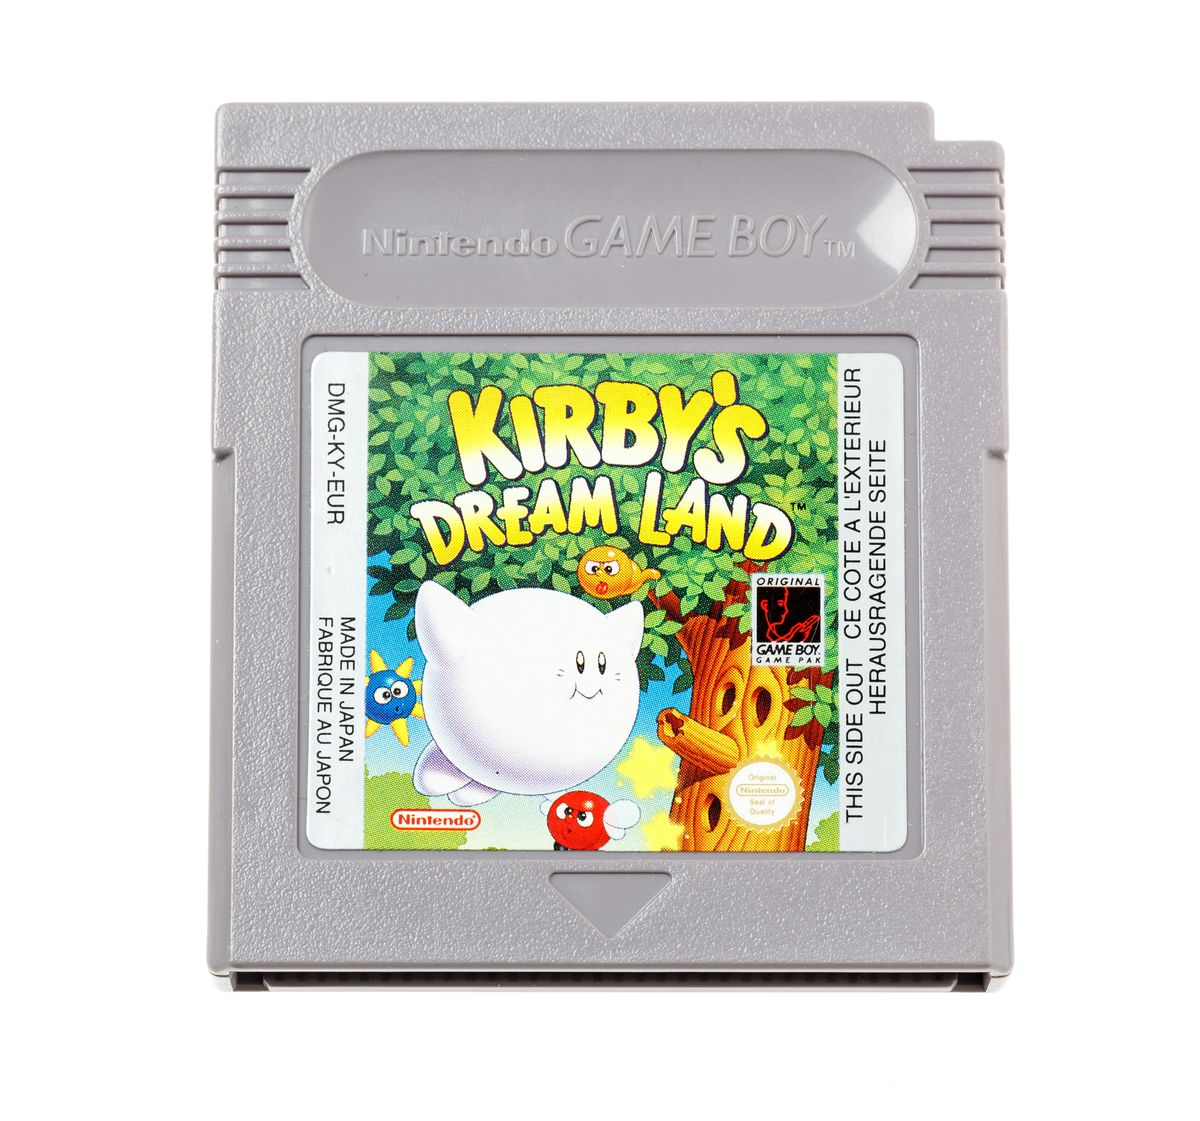 Nintendo GAME BOY TM
KIRBY'S
DREAM LAND TM
DMG-KY-EUR
MADE IN JAPAN
FABRIQUE AU JAPON
ORIGINAL
GAME BOY
GAME PAK
Original
Nintendo
Seal of
Quality
Nintendo®
THIS SIDE OUT CE COTE A L'EXTERIEUR
HERAUSRAGENDE SEITE